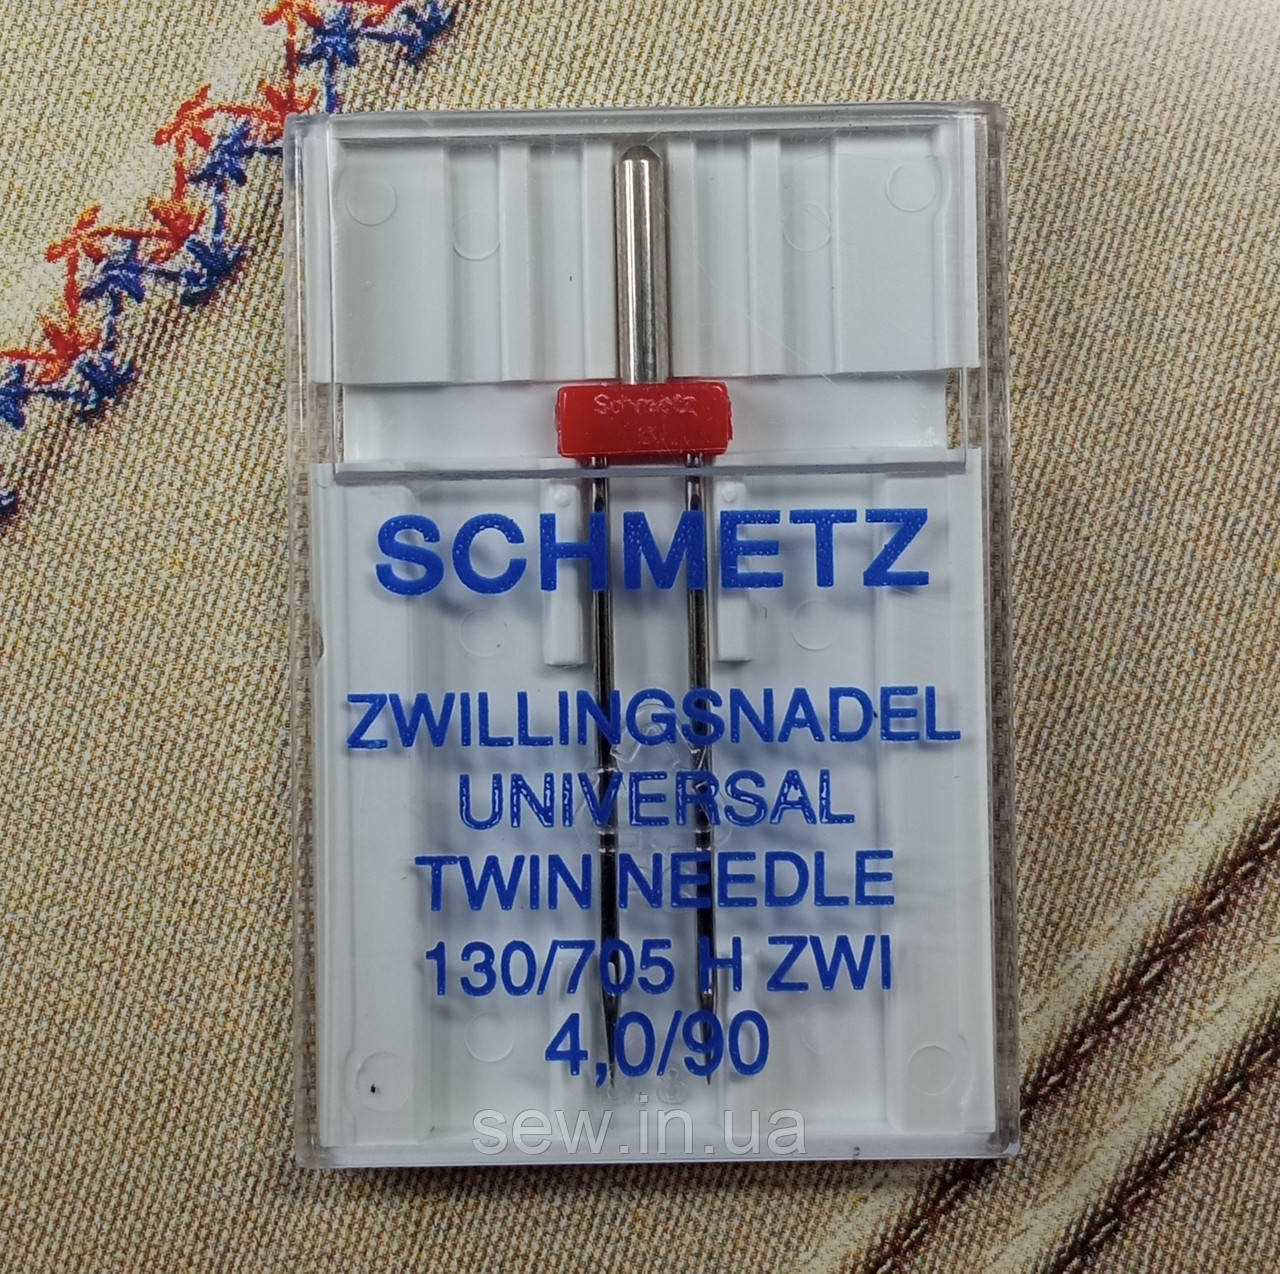 Schmetz
SCHMETZ
ZWILLINGSNADEL
UNIVERSAL
TWIN NEEDLE
130/705 H ZWI
4,0/90
sew.in.ua